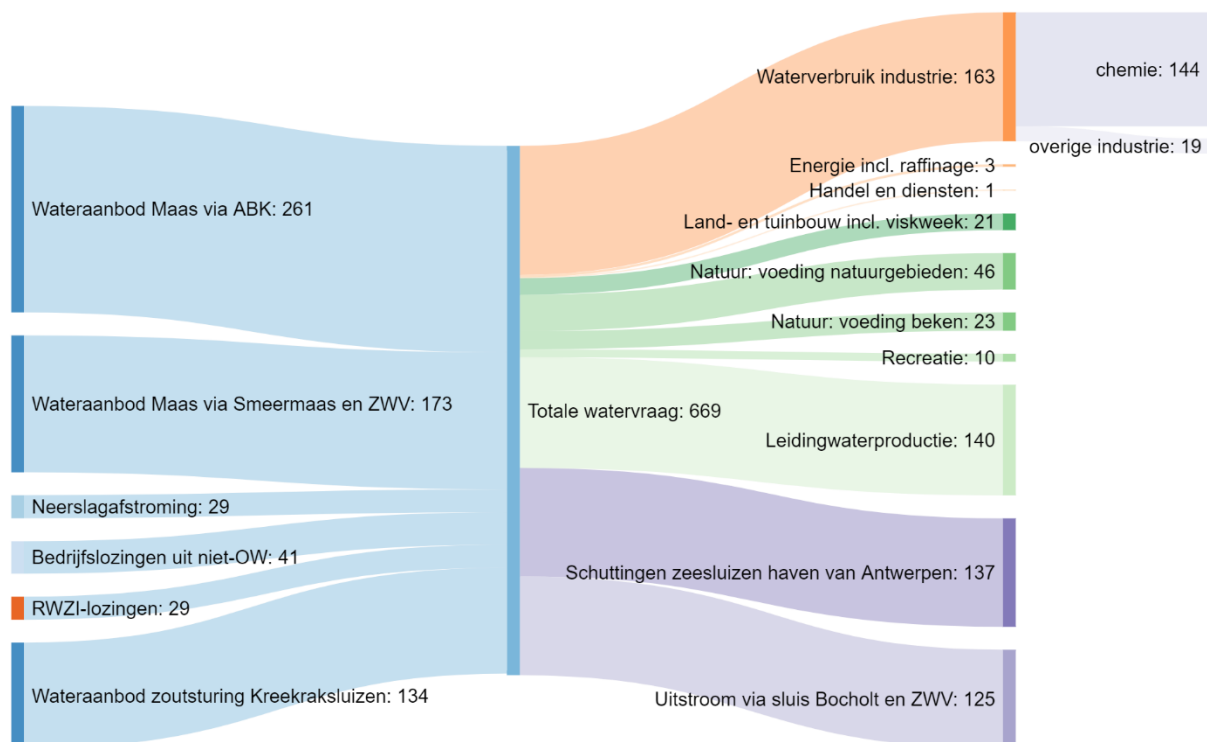 Wateraanbod Maas via ABK: 261
Wateraanbod Maas via Smeermaas en ZWV: 173
Neerslagafstroming: 29
Bedrijfslozingen uit niet-OW: 41
RWZI-lozingen: 29
Wateraanbod zoutsturing Kreekraksluizen: 134
Totale watervraag: 669
Waterverbruik industrie: 163
Energie incl. raffinage: 3
Handel en diensten: 1
Land- en tuinbouw incl. viskweek: 21
Natuur: voeding natuurgebieden: 46
Natuur: voeding beken: 23
Recreatie: 10
Leidingwaterproductie: 140
Schuttingen zeesluizen haven van Antwerpen: 137
Uitstroom via sluis Bocholt en ZWV: 125
chemie: 144
overige industrie: 19